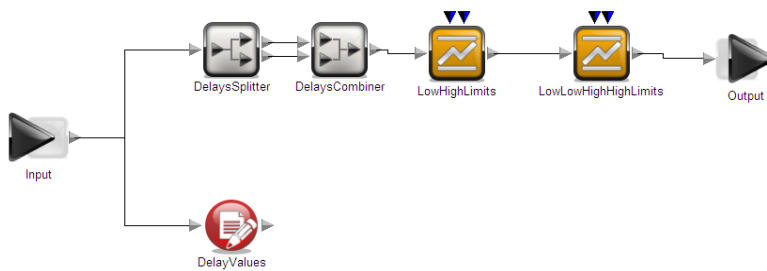 DelaysSplitter
DelaysCombiner
LowHighLimits
LowLowHighHighLimits
Output
Input
DelayValues